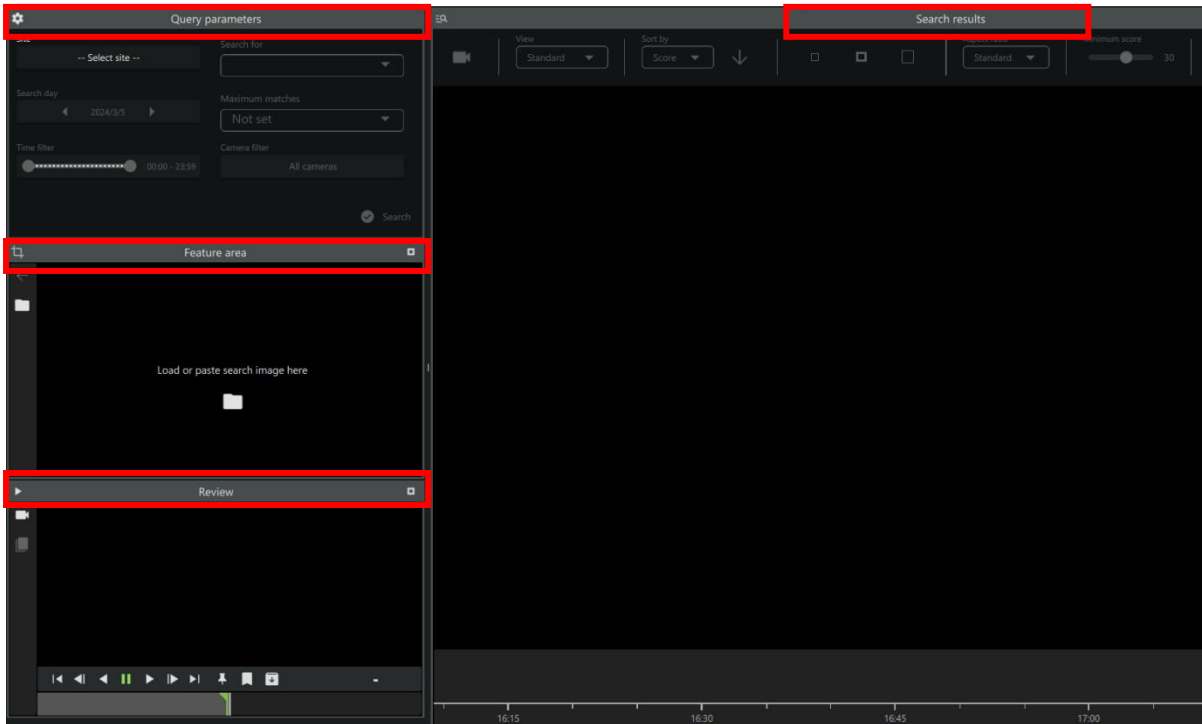 Query parameters
Site
-- Select site --
Search for
Search day
2024/3/5
Maximum matches
Not set
Time filter
00:00 - 23:59
Camera filter
All cameras
Search
Feature area
Load or paste search image here
Review
-
Search results
View
Standard
Sort by
Score
Standard
Minimum score
30
16:15
16:30
16:45
17:00